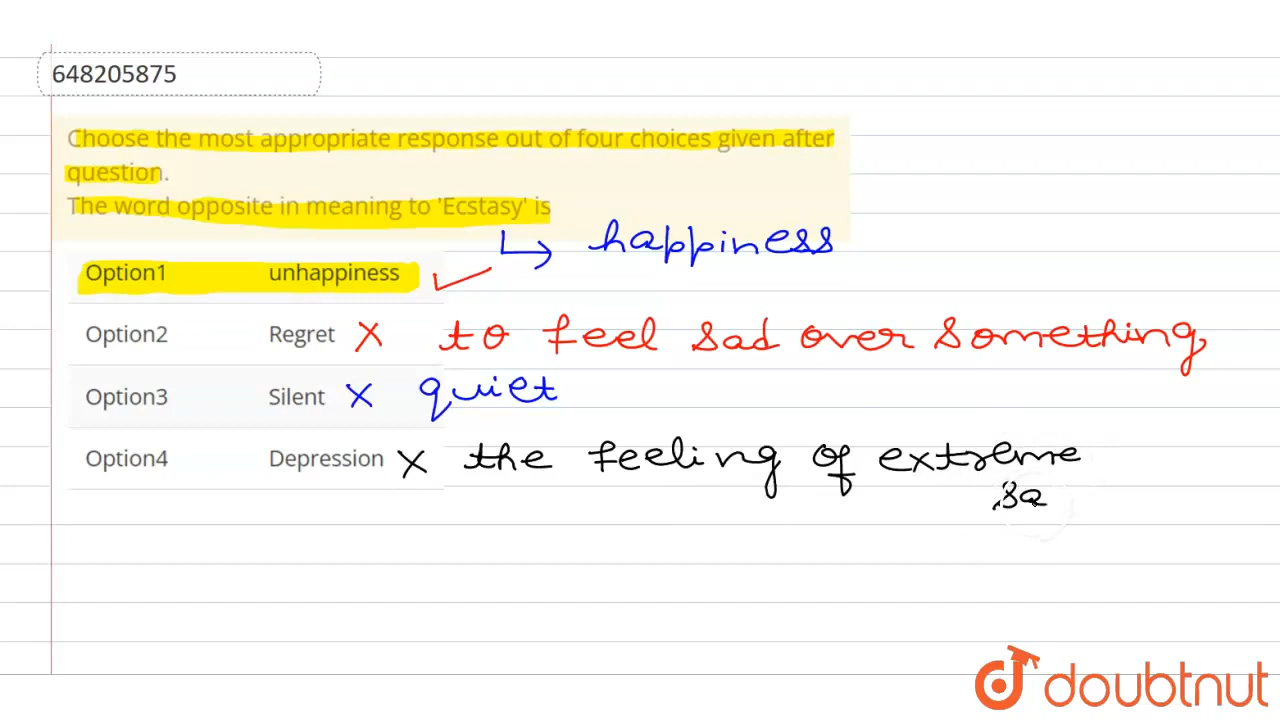 648205875
Choose the most appropriate response out of four choices given after
question.
The word opposite in meaning to 'Ecstasy' is
happiness
Option1 unhappiness
Option2 Regret X to feel sad over something
Option3 Silent X quiet
Option4 Depression X the feeling of extreme
sa
doubtnut